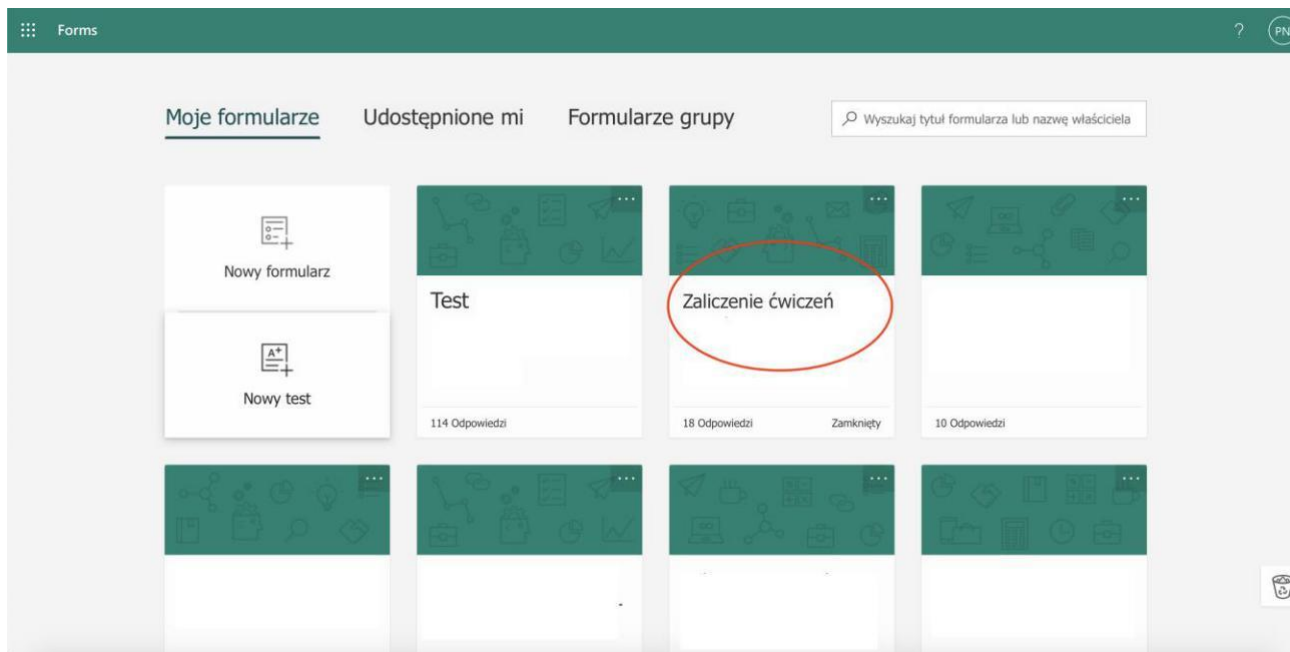 Forms
? PN
Moje formularze Udostępnione mi Formularze grupy Wyszukaj tytuł formularza lub nazwę właściciela
Nowy formularz
Test
Zaliczenie ćwiczeń
A+
Nowy test
114 Odpowiedzi
18 Odpowiedzi Zamknięty
10 Odpowiedzi